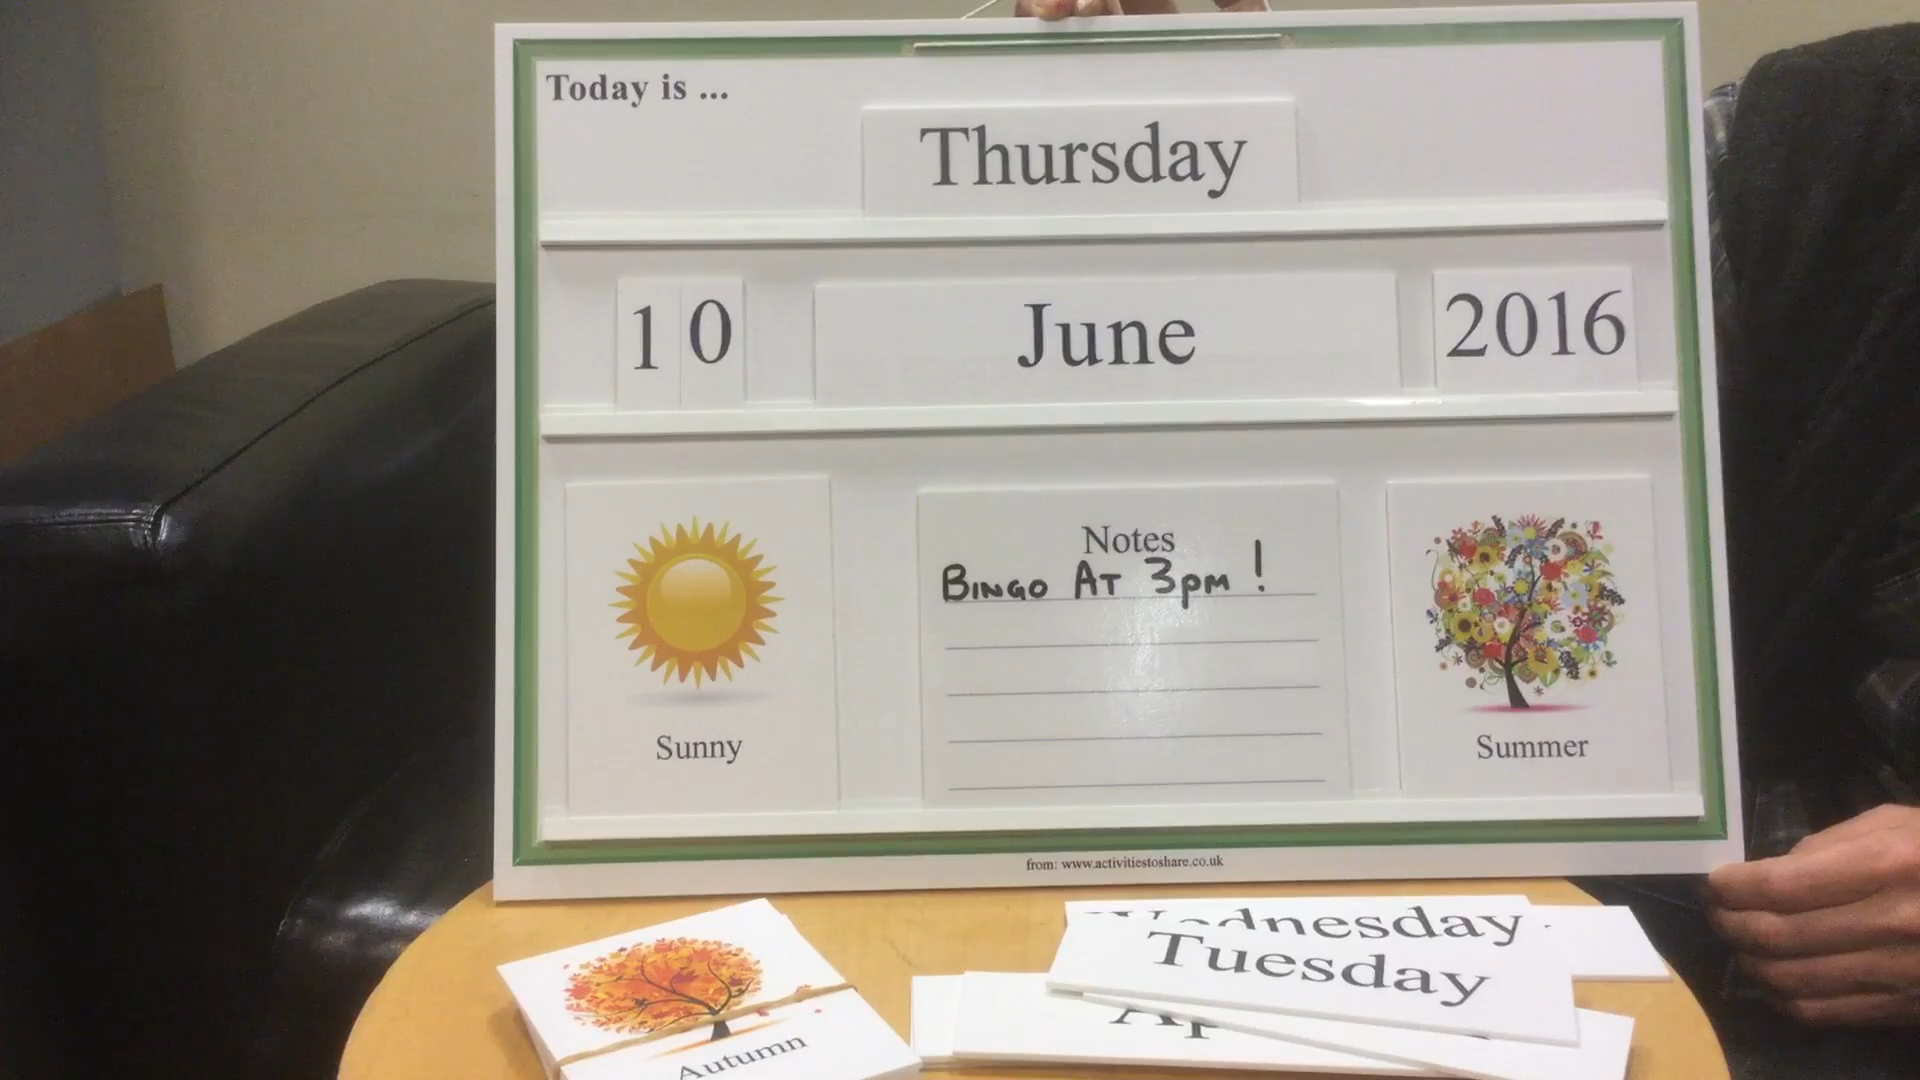 Today is ...
Thursday
10 June 2016
Notes
BINGO AT 3pm !
Sunny
Summer
from: www.activitiestoshare.co.uk
Wednesday
Tuesday
Autumn